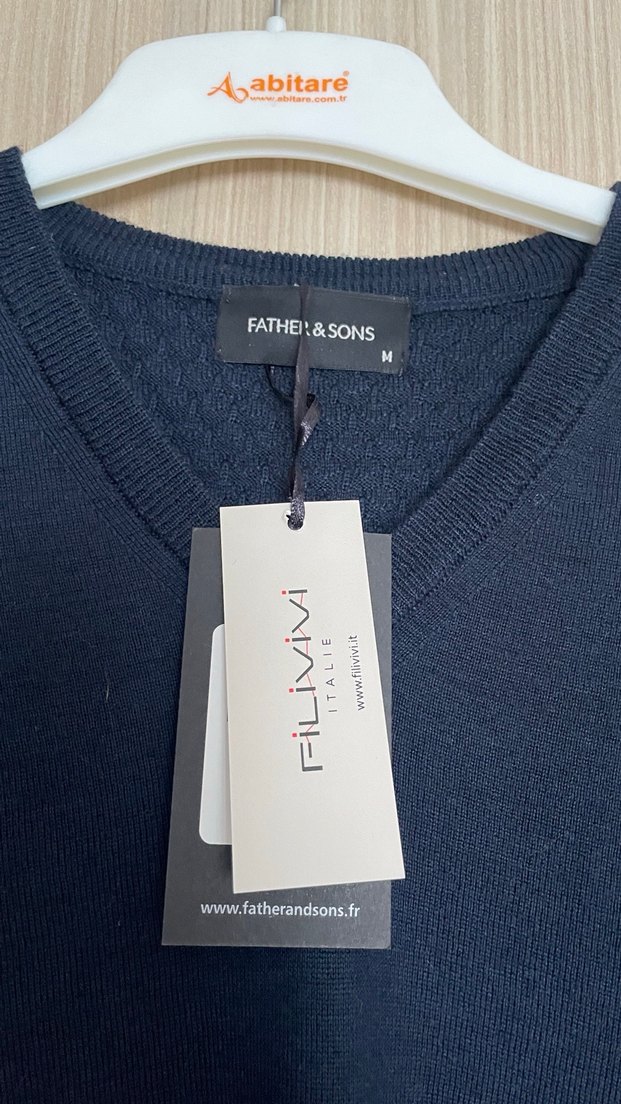 abitare®
www.abitare.com.tr
FATHER & SONS
M
FiLiViVi
ITALIE
www.filivivi.it
www.fatherandsons.fr